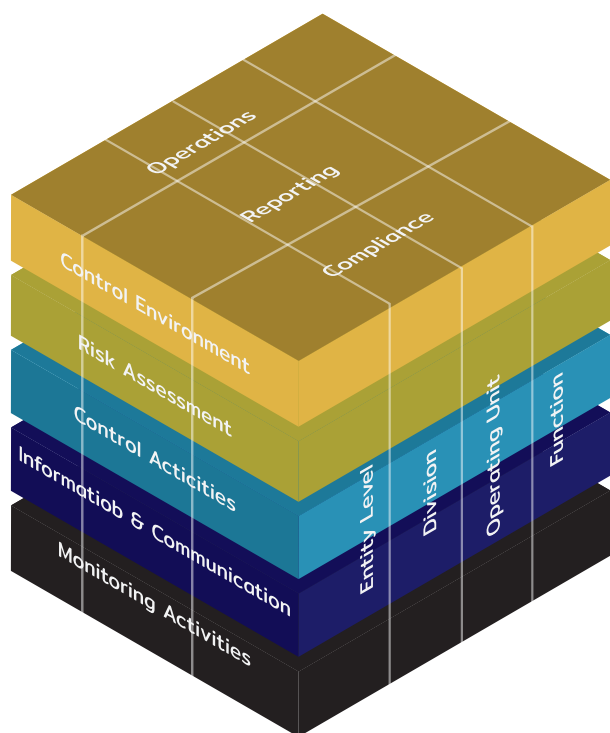 Operations
Reporting
Compliance
Control Environment
Risk Assessment
Control Acticities
Informatiob & Communication
Monitoring Activities
Entity Level
Division
Operating Unit
Function